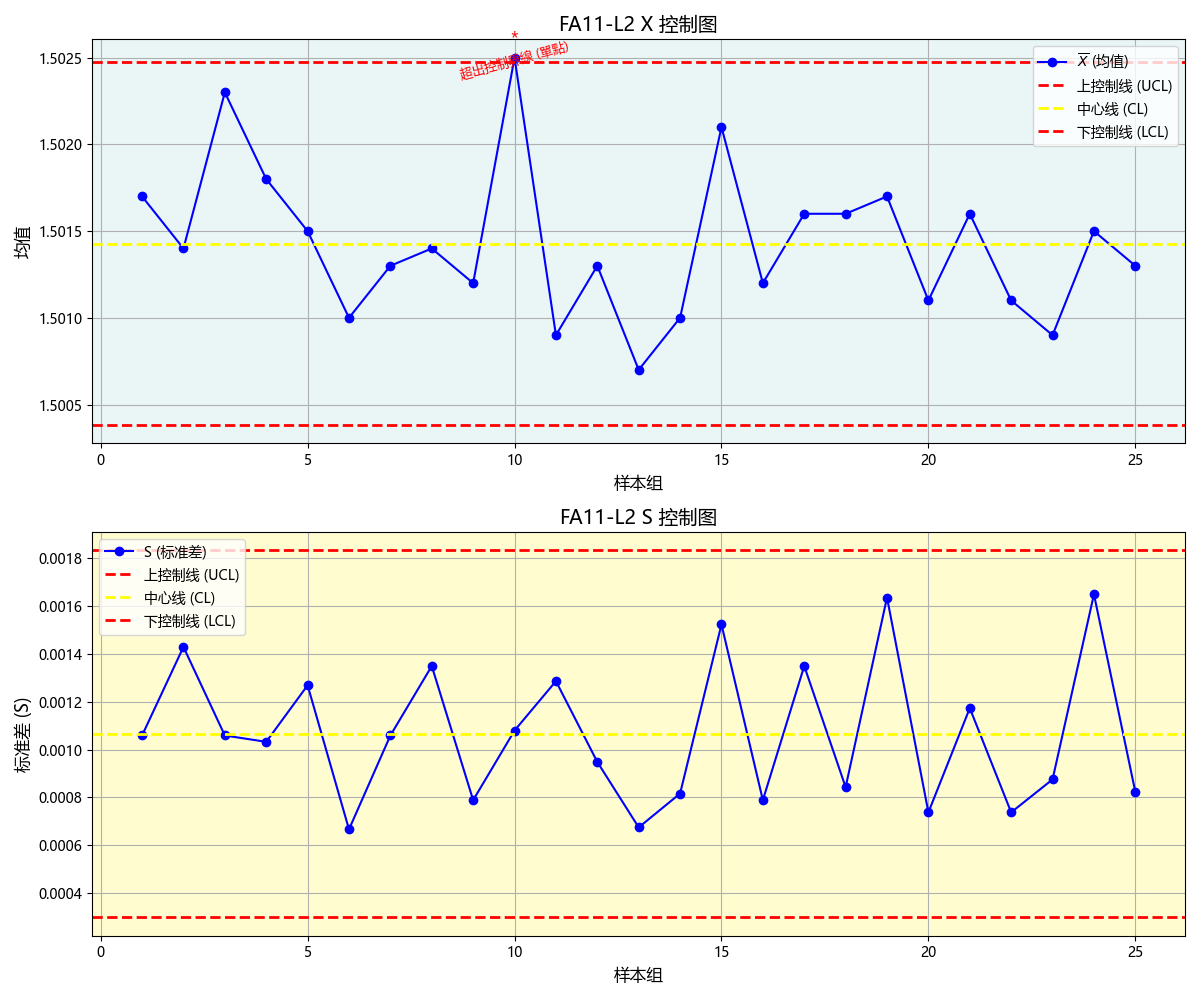 FA11-L2 X 控制图
*
超出控制界線 (單點)
1.5025
1.5020
1.5015
1.5010
1.5005
均值
X (均值)
上控制线 (UCL)
中心线 (CL)
下控制线 (LCL)
0 5 10 15 20 25
样本组
FA11-L2 S 控制图
0.0018
0.0016
0.0014
0.0012
0.0010
0.0008
0.0006
0.0004
标准差 (S)
S (标准差)
上控制线 (UCL)
中心线 (CL)
下控制线 (LCL)
0 5 10 15 20 25
样本组